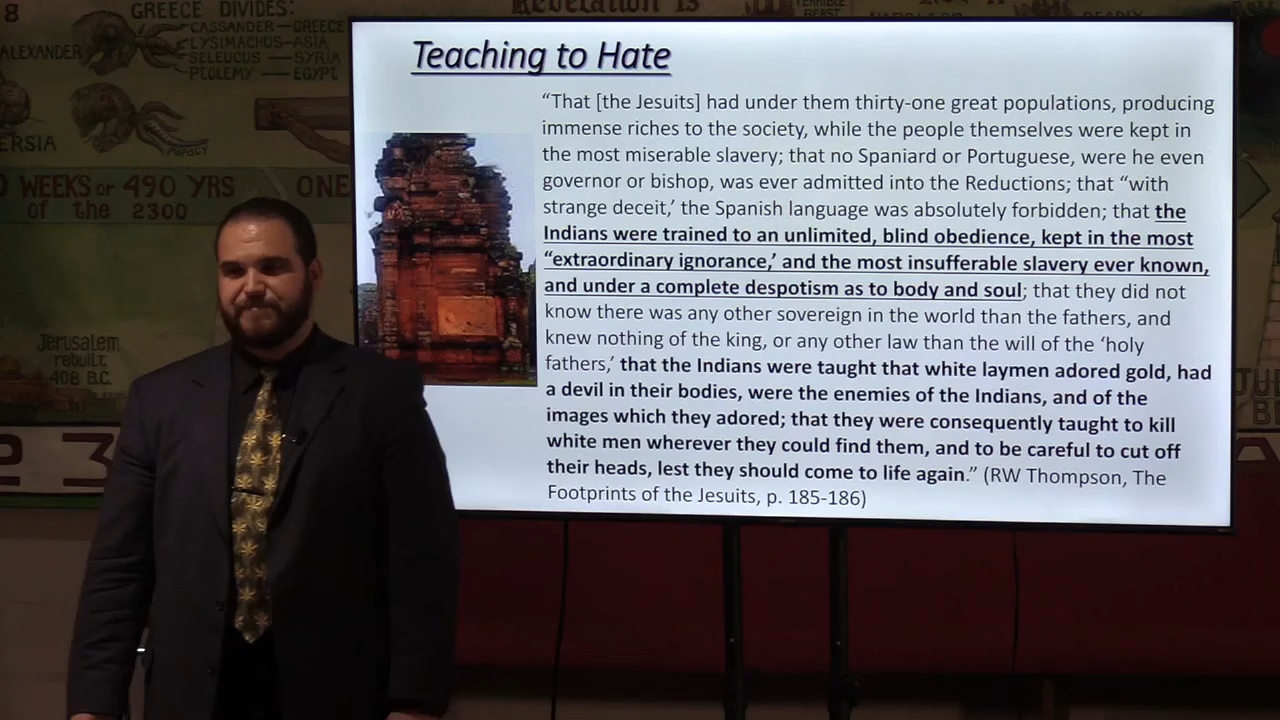 8
GREECE DIVIDES:
CASSANDER — GREECE
LYSIMACHUS — ASIA
SELEUCUS — SYRIA
PTOLEMY — EGYPT
ALEXANDER
PAPACY
ERSIA
WEEKS or 490 YRS
of the 2300
ONE
Jerusalem
rebuilt
408 B.C.
23
Revelation is
TERRIBLE
BEAST
DEADLY
Teaching to Hate
“That [the Jesuits] had under them thirty-one great populations, producing
immense riches to the society, while the people themselves were kept in
the most miserable slavery; that no Spaniard or Portuguese, were he even
governor or bishop, was ever admitted into the Reductions; that “with
strange deceit,’ the Spanish language was absolutely forbidden; that the
Indians were trained to an unlimited, blind obedience, kept in the most
“extraordinary ignorance,’ and the most insufferable slavery ever known,
and under a complete despotism as to body and soul; that they did not
know there was any other sovereign in the world than the fathers, and
knew nothing of the king, or any other law than the will of the ‘holy
fathers,’ that the Indians were taught that white laymen adored gold, had
a devil in their bodies, were the enemies of the Indians, and of the
images which they adored; that they were consequently taught to kill
white men wherever they could find them, and to be careful to cut off
their heads, lest they should come to life again.” (RW Thompson, The
Footprints of the Jesuits, p. 185-186)